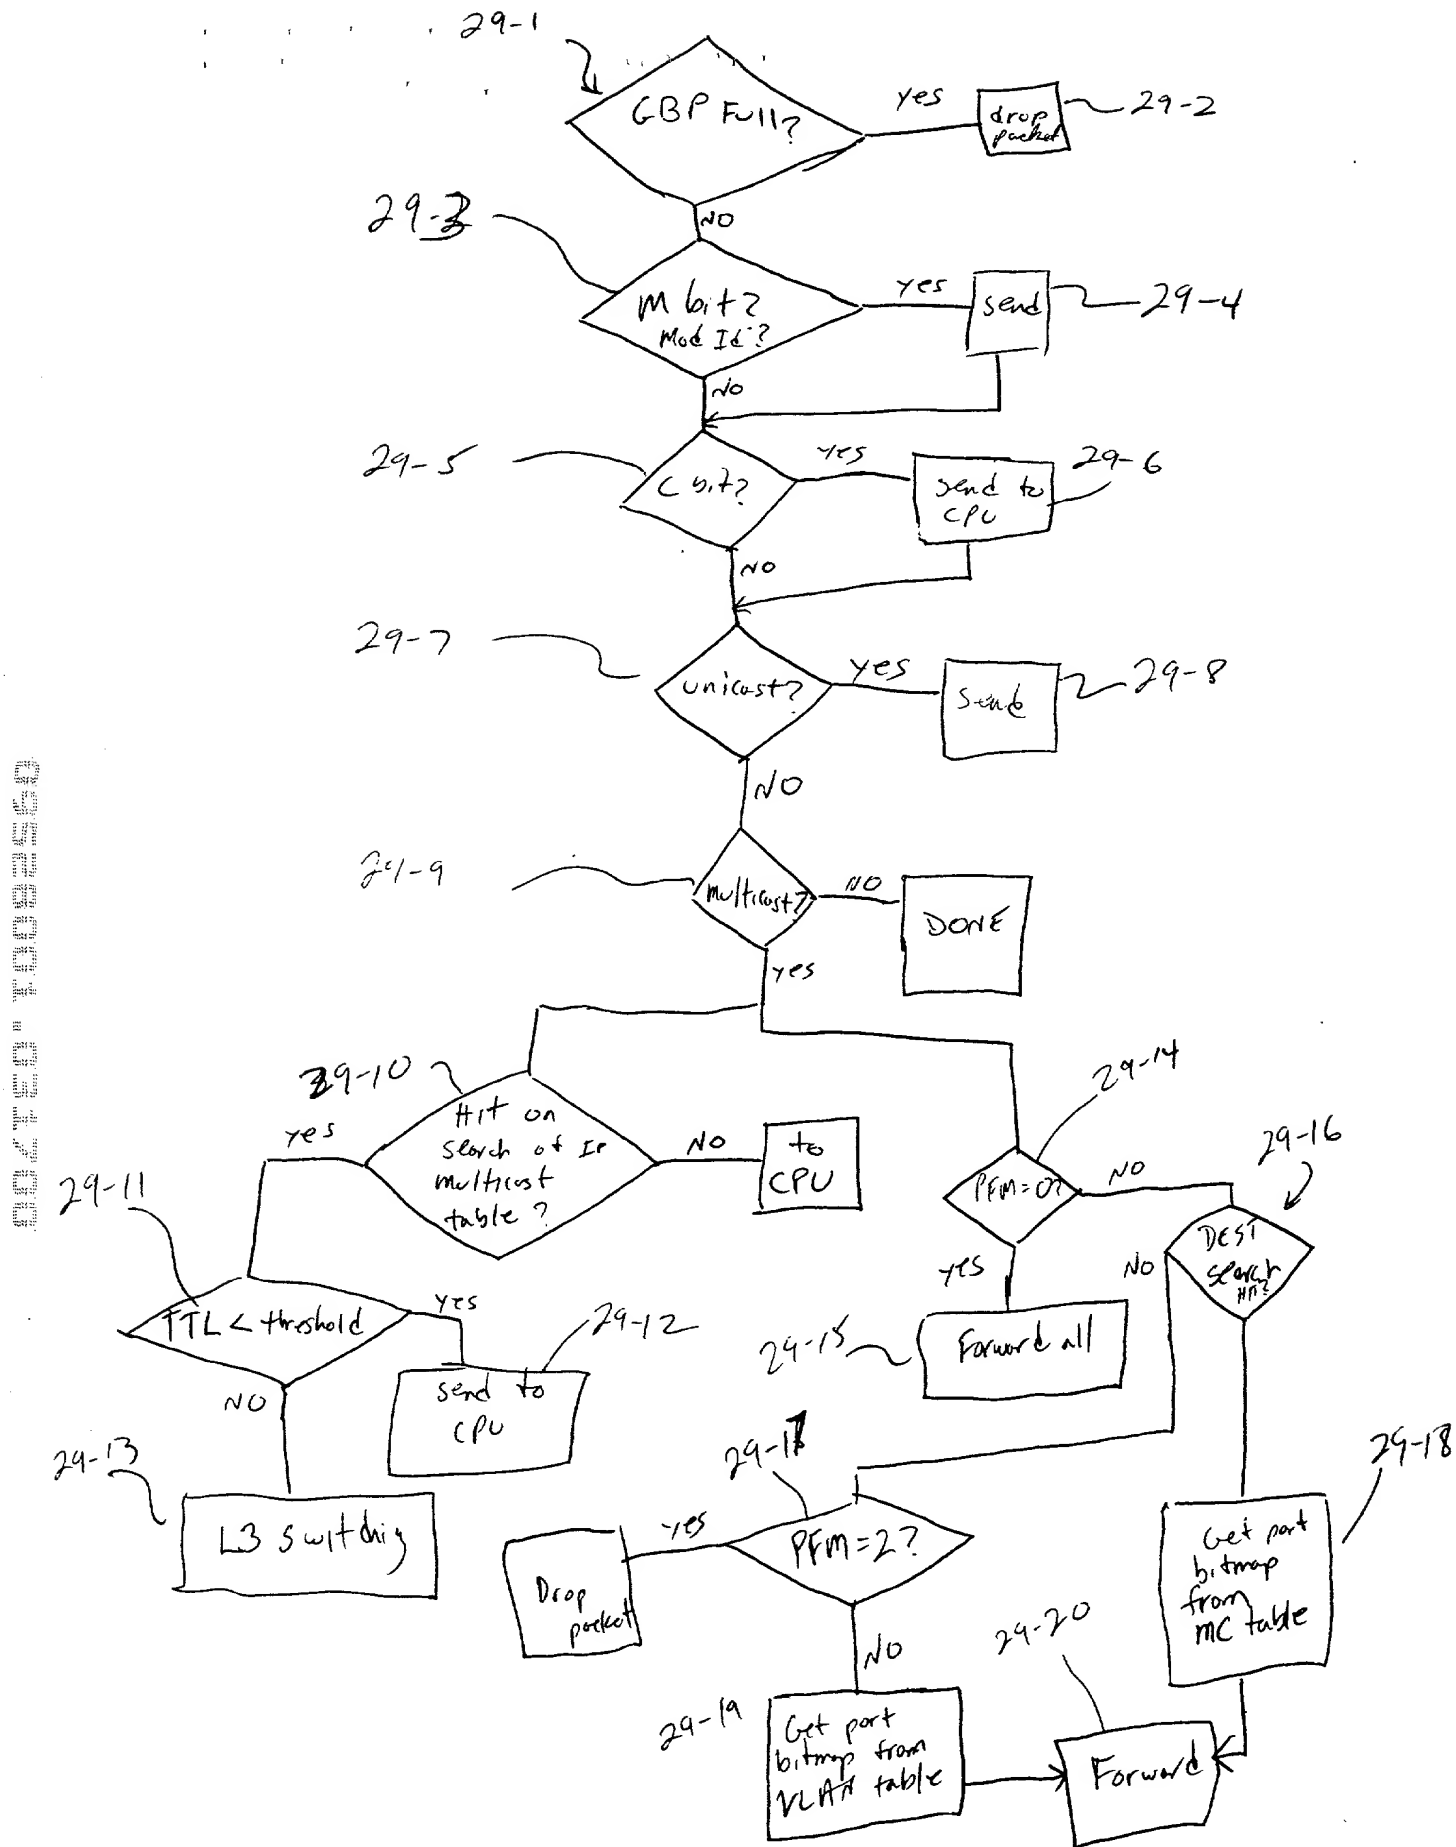 29-1
GBP Full?
yes
drop
packet
29-2
NO
29-3
M bit?
Mod Id?
yes
send
29-4
NO
29-5
C bit?
yes
send to
CPU
29-6
NO
29-7
unicast?
yes
Send
29-8
NO
29-9
multicast?
NO
DONE
yes
29-10
Hit on
search of IP
multicast
table?
yes
NO
to
CPU
29-14
PFM=0?
NO
29-16
DEST
search
HIT?
NO
29-11
TTL < threshold
yes
29-12
send to
CPU
NO
29-13
L3 switching
yes
29-15
Forward all
29-17
PFM=2?
yes
Drop
packet
NO
29-18
Get port
bitmap
from
MC table
29-19
Get port
bitmap from
VLAN table
29-20
Forward